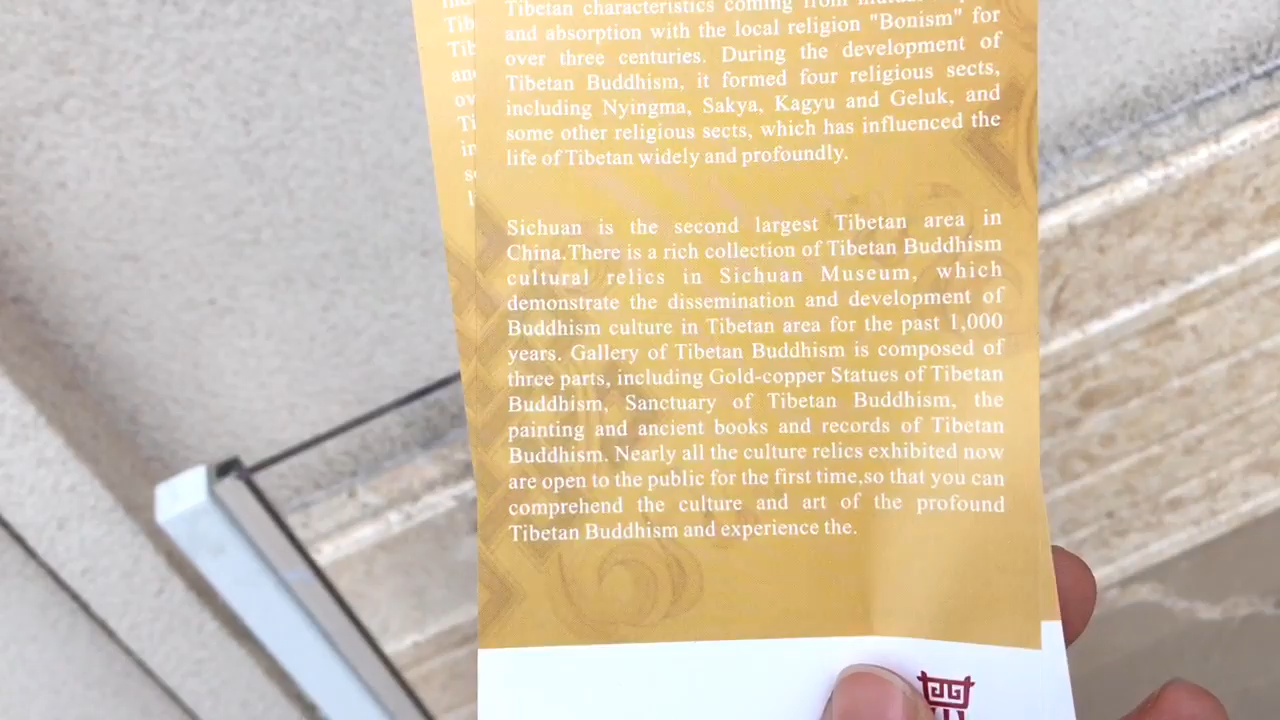 Tibetan characteristics coming from
and absorption with the local religion "Bonism" for
over three centuries. During the development of
Tibetan Buddhism, it formed four religious sects,
including Nyingma, Sakya, Kagyu and Geluk, and
some other religious sects, which has influenced the
life of Tibetan widely and profoundly.
Sichuan is the second largest Tibetan area in
China.There is a rich collection of Tibetan Buddhism
cultural relics in Sichuan Museum, which
demonstrate the dissemination and development of
Buddhism culture in Tibetan area for the past 1,000
years. Gallery of Tibetan Buddhism is composed of
three parts, including Gold-copper Statues of Tibetan
Buddhism, Sanctuary of Tibetan Buddhism, the
painting and ancient books and records of Tibetan
Buddhism. Nearly all the culture relics exhibited now
are open to the public for the first time,so that you can
comprehend the culture and art of the profound
Tibetan Buddhism and experience the.